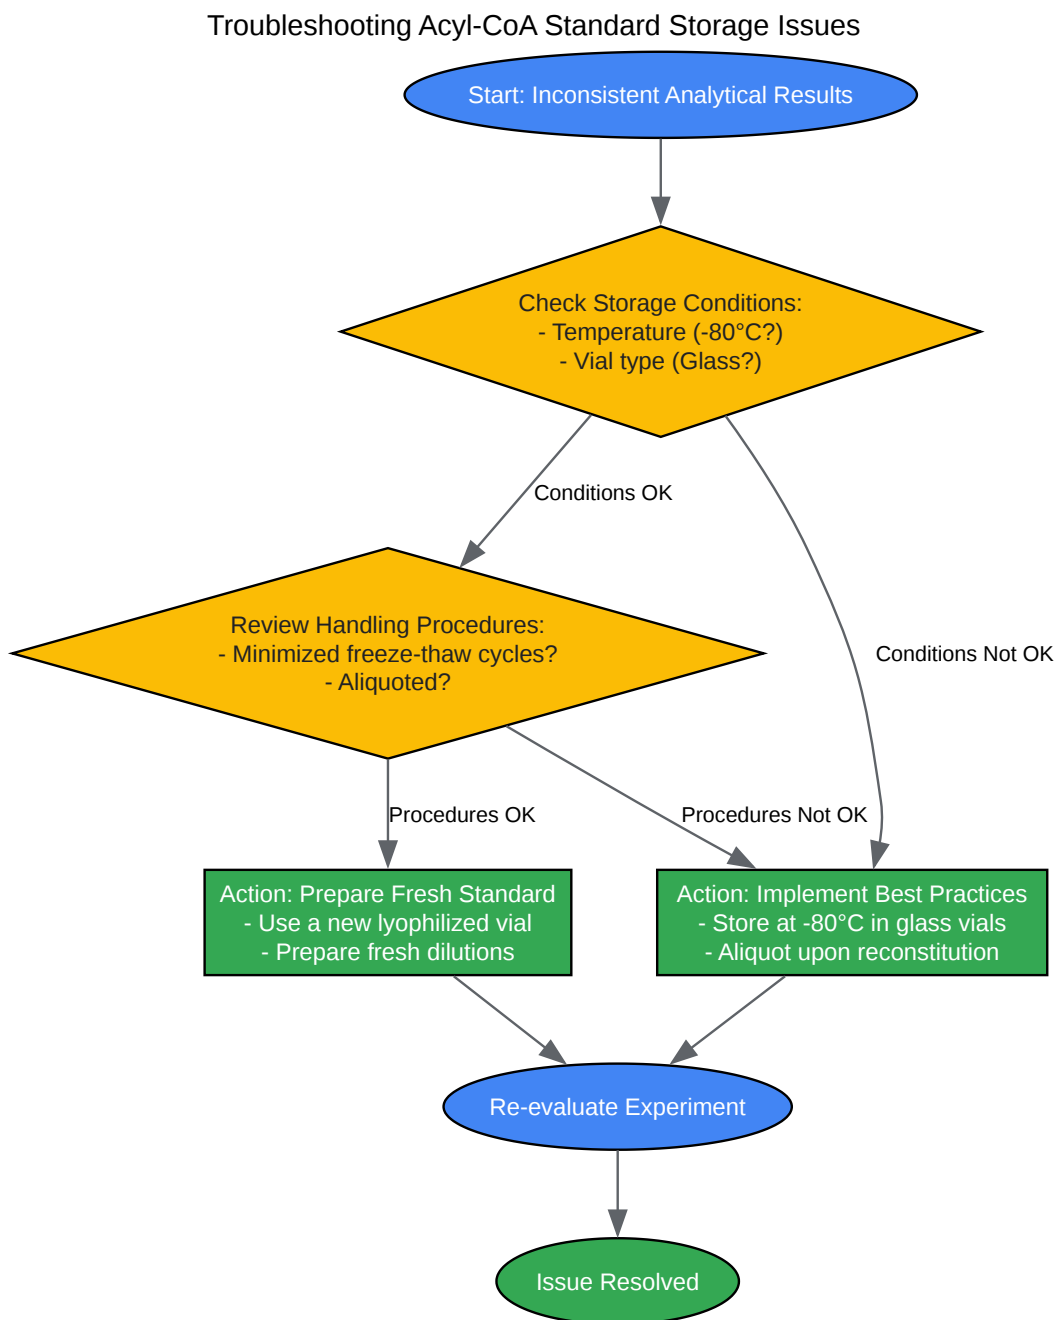 Troubleshooting Acyl-CoA Standard Storage Issues
Start: Inconsistent Analytical Results
Check Storage Conditions:
- Temperature (-80°C?)
- Vial type (Glass?)
Conditions OK
Review Handling Procedures:
- Minimized freeze-thaw cycles?
- Aliquoted?
Conditions Not OK
Procedures OK
Procedures Not OK
Action: Prepare Fresh Standard
- Use a new lyophilized vial
- Prepare fresh dilutions
Action: Implement Best Practices
- Store at -80°C in glass vials
- Aliquot upon reconstitution
Re-evaluate Experiment
Issue Resolved